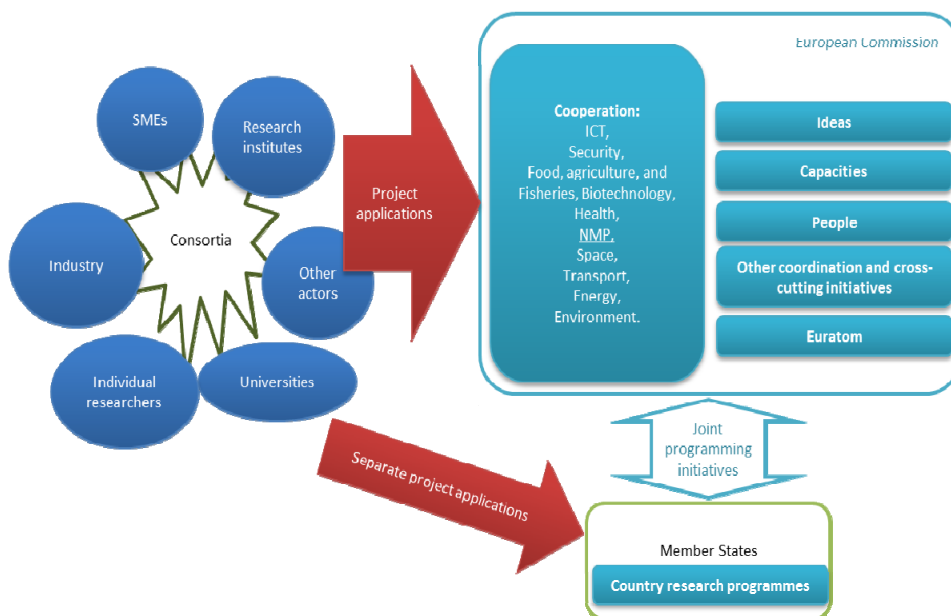 SMEs
Research
institutes
Consortia
Industry
Other
actors
Individual
researchers
Universities
Project
applications
Separate project applications
European Commission
Cooperation:
ICT,
Security,
Food, agriculture, and
Fisheries, Biotechnology,
Health,
NMP,
Space,
Transport,
Energy,
Environment.
Ideas
Capacities
People
Other coordination and cross-
cutting initiatives
Euratom
Joint
programming
initiatives
Member States
Country research programmes